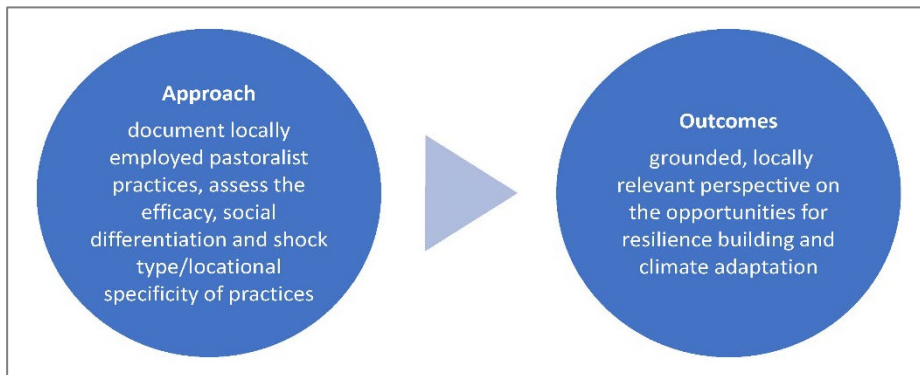 Approach
document locally
employed pastoralist
practices, assess the
efficacy, social
differentiation and shock
type/locational
specificity of practices
Outcomes
grounded, locally
relevant perspective on
the opportunities for
resilience building and
climate adaptation